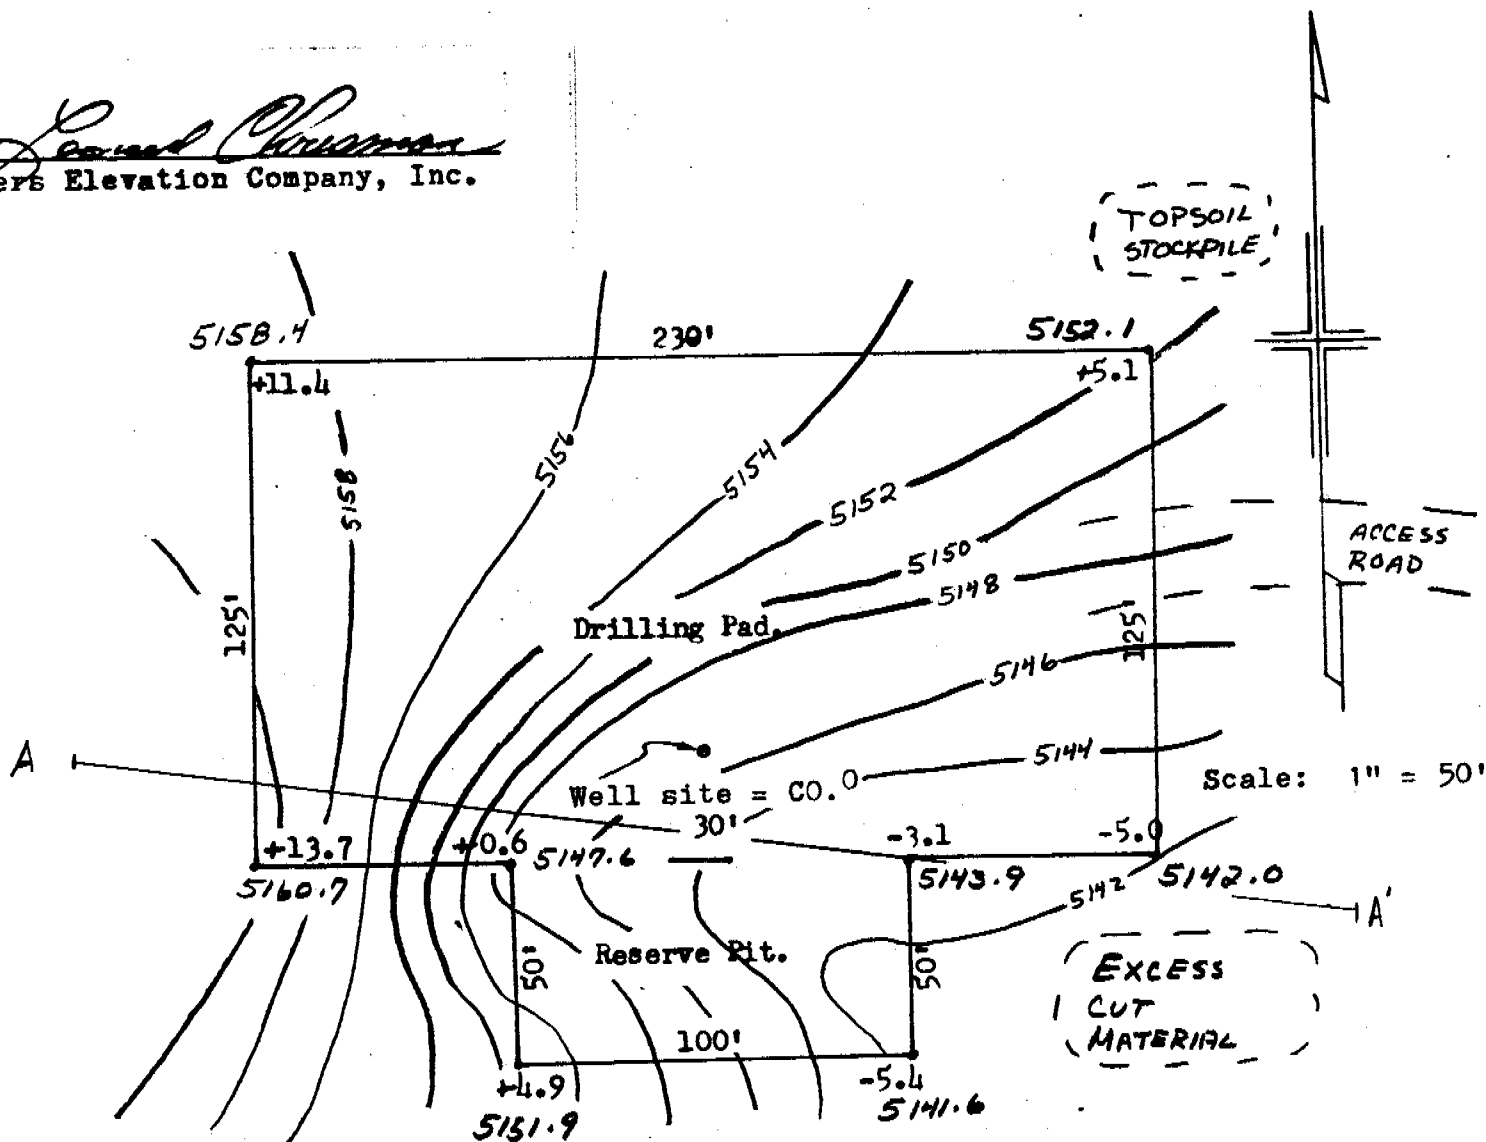 Leonard Chrisman
ers Elevation Company, Inc.
TOPSOIL
STOCKPILE
5158.4
230'
5152.1
+11.4
+5.1
5158
5156
5154
5152
5150
5148
ACCESS
ROAD
125'
Drilling Pad.
125
5146
A
5144
Well site = C0.0
Scale: 1" = 50'
30'
+13.7
+0.6
5147.6
-3.1
-5.0
5160.7
5143.9
5142
5142.0
A'
50'
Reserve Pit.
50'
EXCESS
CUT
MATERIAL
100'
+4.9
-5.4
5151.9
5141.6